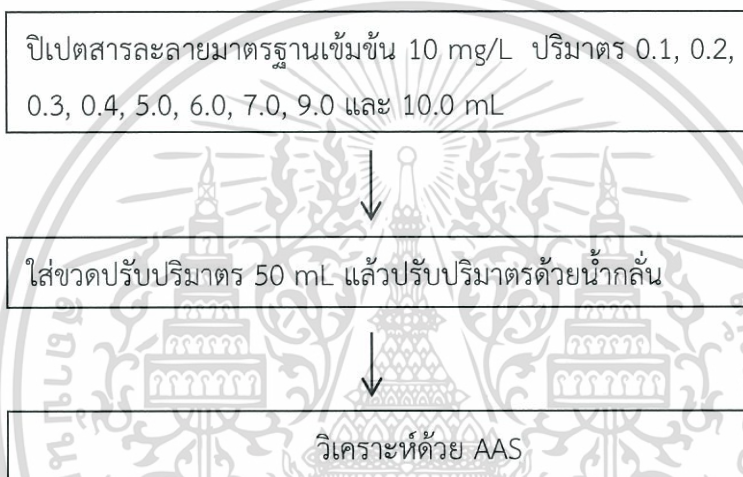 ปิเปตสารละลายมาตรฐานเข้มข้น 10 mg/L ปริมาตร 0.1, 0.2,
0.3, 0.4, 5.0, 6.0, 7.0, 9.0 และ 10.0 mL
ใส่ขวดปรับปริมาตร 50 mL แล้วปรับปริมาตรด้วยน้ำกลั่น
วิเคราะห์ด้วย AAS